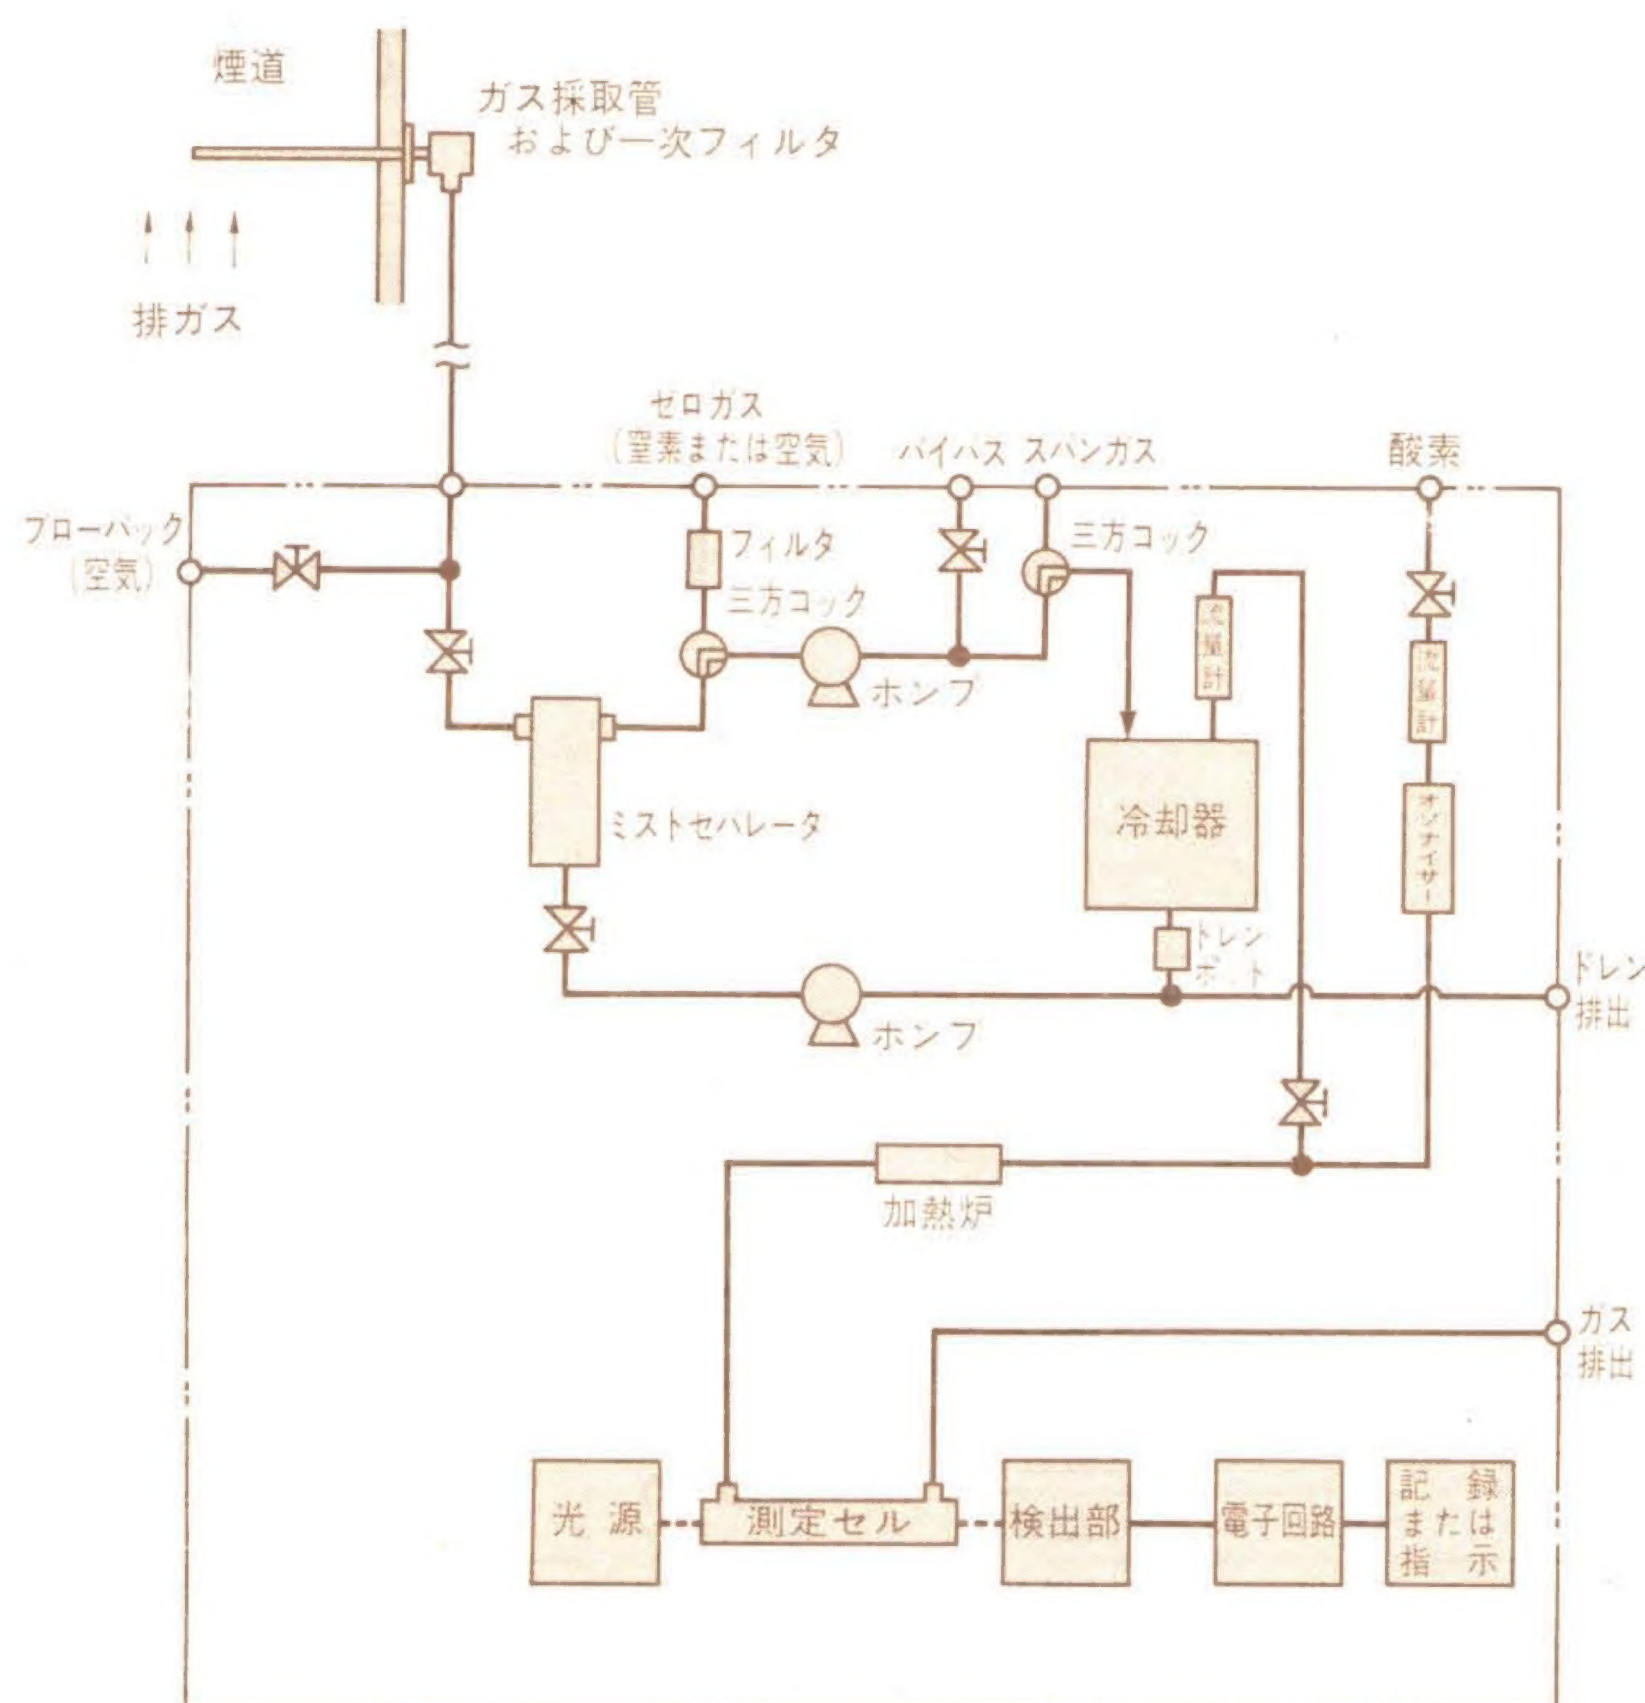 煙道
ガス採取管
および一次フィルタ
排ガス
ゼロガス
(窒素または空気)
バイパス
スパンガス
酸素
ブローバック
(空気)
フィルタ
三方コック
三方コック
流量計
流量計
ポンプ
ミストセパレータ
冷却器
オゾナイザー
ドレン
ポット
ドレン
排出
ポンプ
加熱炉
ガス
排出
光源
測定セル
検出部
電子回路
記録
または
指示